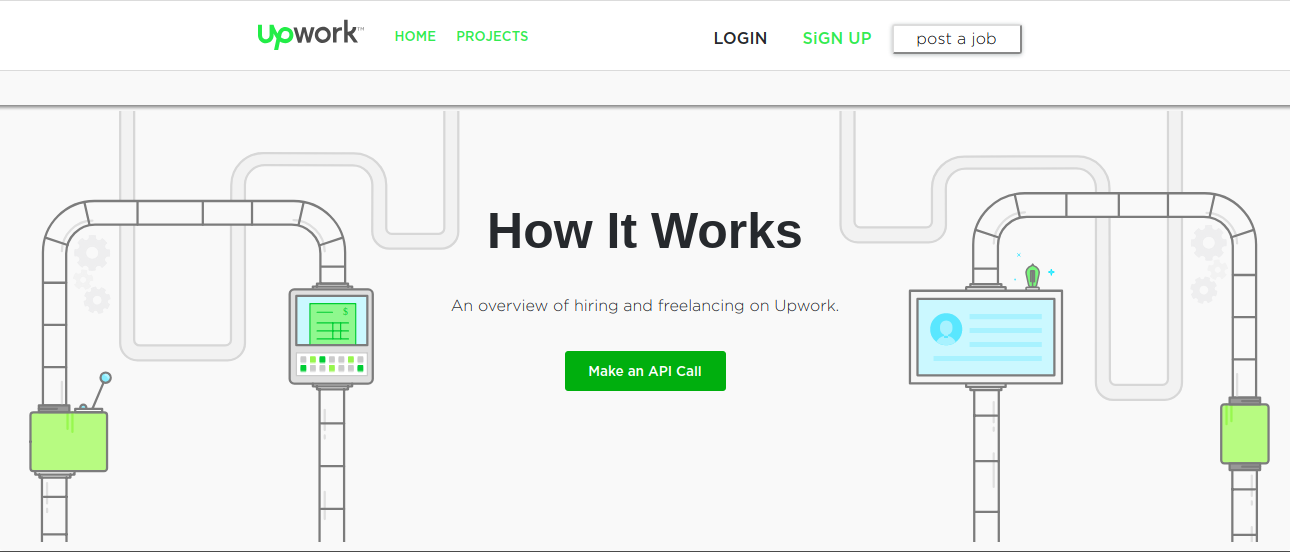 upwork™
HOME PROJECTS
LOGIN SiGN UP post a job
How It Works
$
An overview of hiring and freelancing on Upwork.
Make an API Call